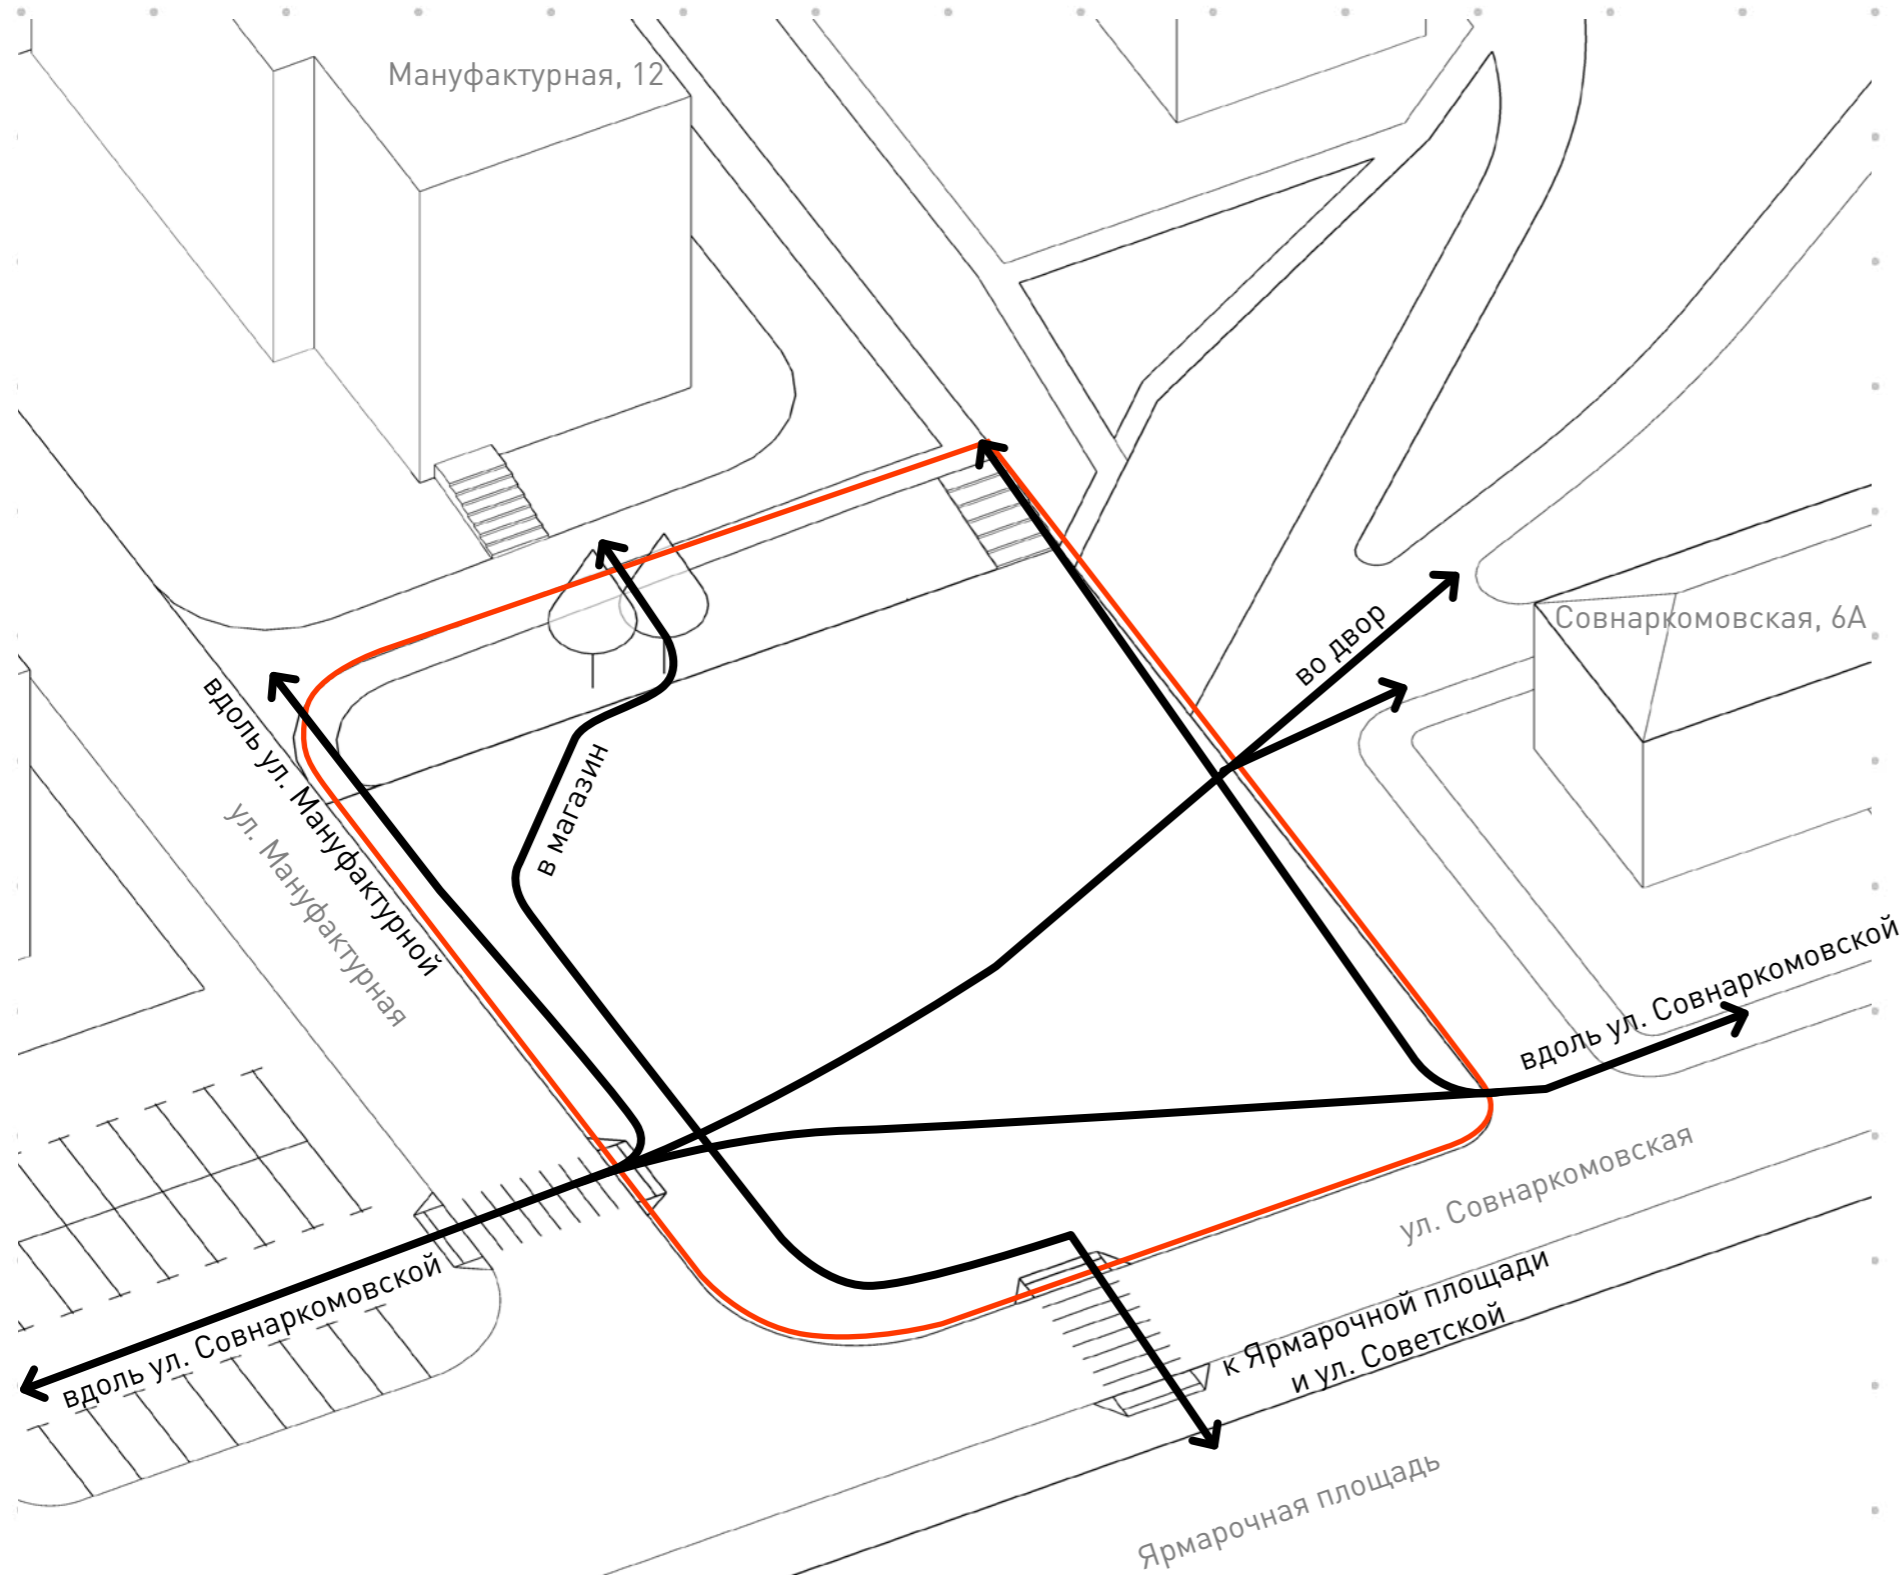 Мануфактурная, 12
Совнаркомовская, 6А
во двор
вдоль ул. Мануфактурной
в магазин
ул. Мануфактурная
вдоль ул. Совнаркомовской
ул. Совнаркомовская
вдоль ул. Совнаркомовской
к Ярмарочной площади
и ул. Советской
Ярмарочная площадь